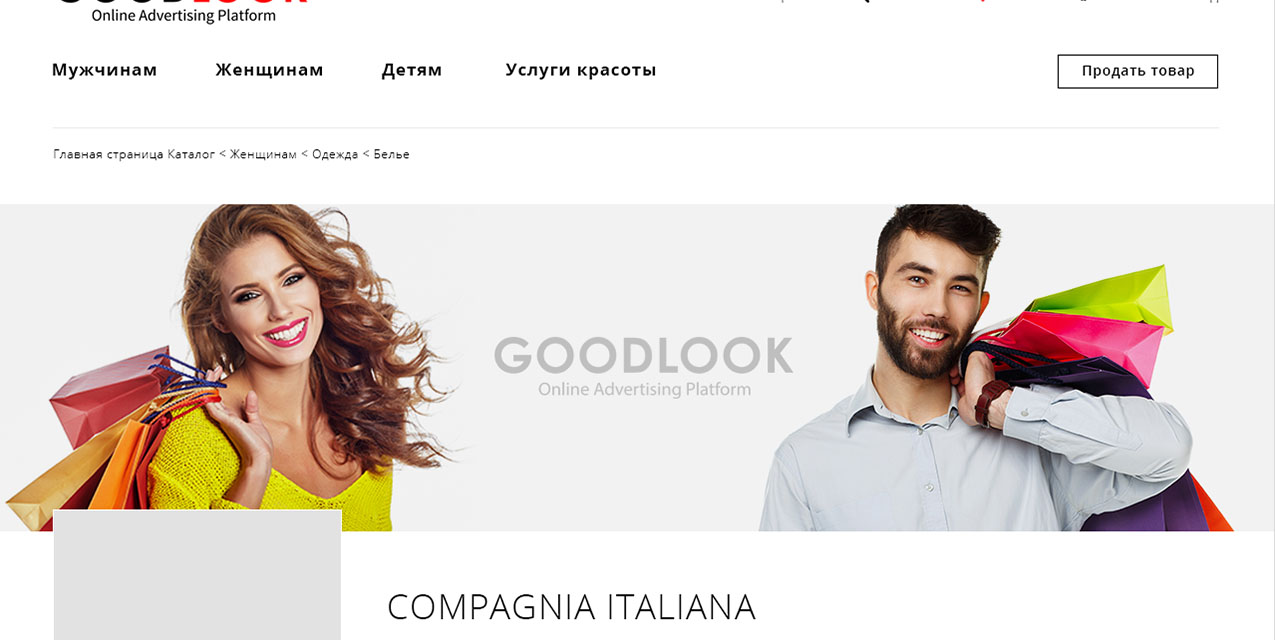 GOODLOOK
Online Advertising Platform
Мужчинам Женщинам Детям Услуги красоты Продать товар
Главная страница Каталог < Женщинам < Одежда < Белье
GOODLOOK
Online Advertising Platform
COMPAGNIA ITALIANA